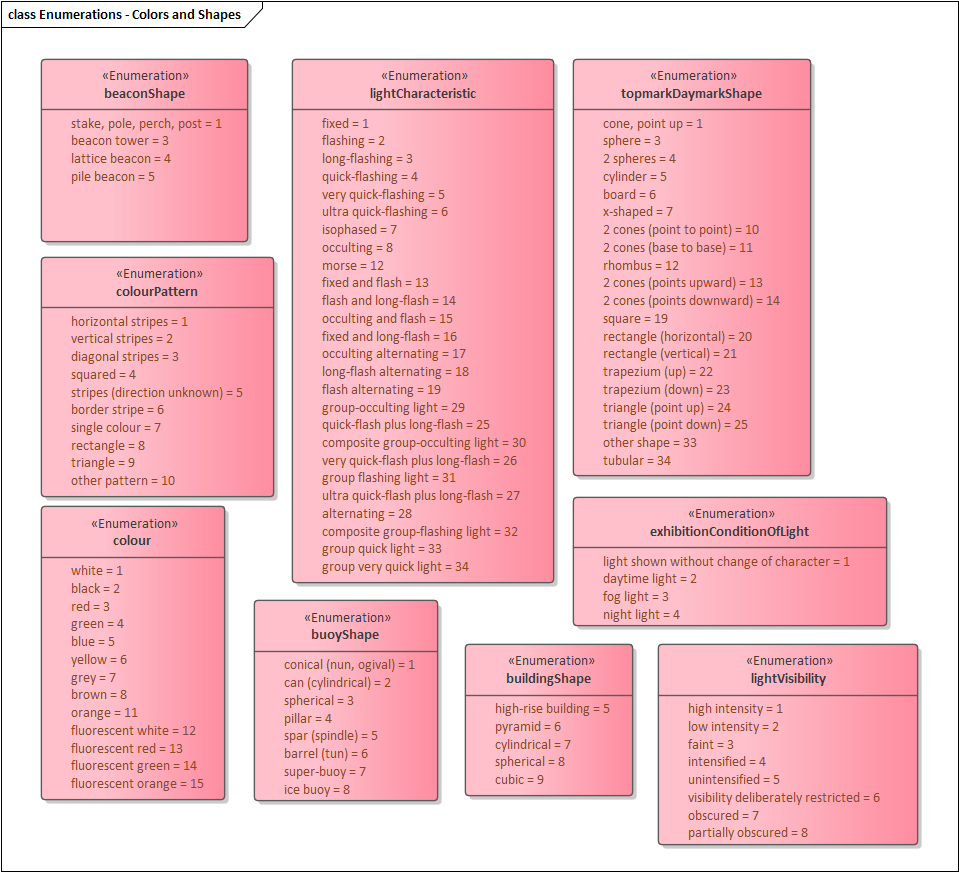 class Enumerations - Colors and Shapes
«Enumeration»
beaconShape
stake, pole, perch, post = 1
beacon tower = 3
lattice beacon = 4
pile beacon = 5
«Enumeration»
colourPattern
horizontal stripes = 1
vertical stripes = 2
diagonal stripes = 3
squared = 4
stripes (direction unknown) = 5
border stripe = 6
single colour = 7
rectangle = 8
triangle = 9
other pattern = 10
«Enumeration»
colour
white = 1
black = 2
red = 3
green = 4
blue = 5
yellow = 6
grey = 7
brown = 8
orange = 11
fluorescent white = 12
fluorescent red = 13
fluorescent green = 14
fluorescent orange = 15
«Enumeration»
lightCharacteristic
fixed = 1
flashing = 2
long-flashing = 3
quick-flashing = 4
very quick-flashing = 5
ultra quick-flashing = 6
isophased = 7
occulting = 8
morse = 12
fixed and flash = 13
flash and long-flash = 14
occulting and flash = 15
fixed and long-flash = 16
occulting alternating = 17
long-flash alternating = 18
flash alternating = 19
group-occulting light = 29
quick-flash plus long-flash = 25
composite group-occulting light = 30
very quick-flash plus long-flash = 26
group flashing light = 31
ultra quick-flash plus long-flash = 27
alternating = 28
composite group-flashing light = 32
group quick light = 33
group very quick light = 34
«Enumeration»
buoyShape
conical (nun, ogival) = 1
can (cylindrical) = 2
spherical = 3
pillar = 4
spar (spindle) = 5
barrel (tun) = 6
super-buoy = 7
ice buoy = 8
«Enumeration»
topmarkDaymarkShape
cone, point up = 1
sphere = 3
2 spheres = 4
cylinder = 5
board = 6
x-shaped = 7
2 cones (point to point) = 10
2 cones (base to base) = 11
rhombus = 12
2 cones (points upward) = 13
2 cones (points downward) = 14
square = 19
rectangle (horizontal) = 20
rectangle (vertical) = 21
trapezium (up) = 22
trapezium (down) = 23
triangle (point up) = 24
triangle (point down) = 25
other shape = 33
tubular = 34
«Enumeration»
exhibitionConditionOfLight
light shown without change of character = 1
daytime light = 2
fog light = 3
night light = 4
«Enumeration»
buildingShape
high-rise building = 5
pyramid = 6
cylindrical = 7
spherical = 8
cubic = 9
«Enumeration»
lightVisibility
high intensity = 1
low intensity = 2
faint = 3
intensified = 4
unintensified = 5
visibility deliberately restricted = 6
obscured = 7
partially obscured = 8